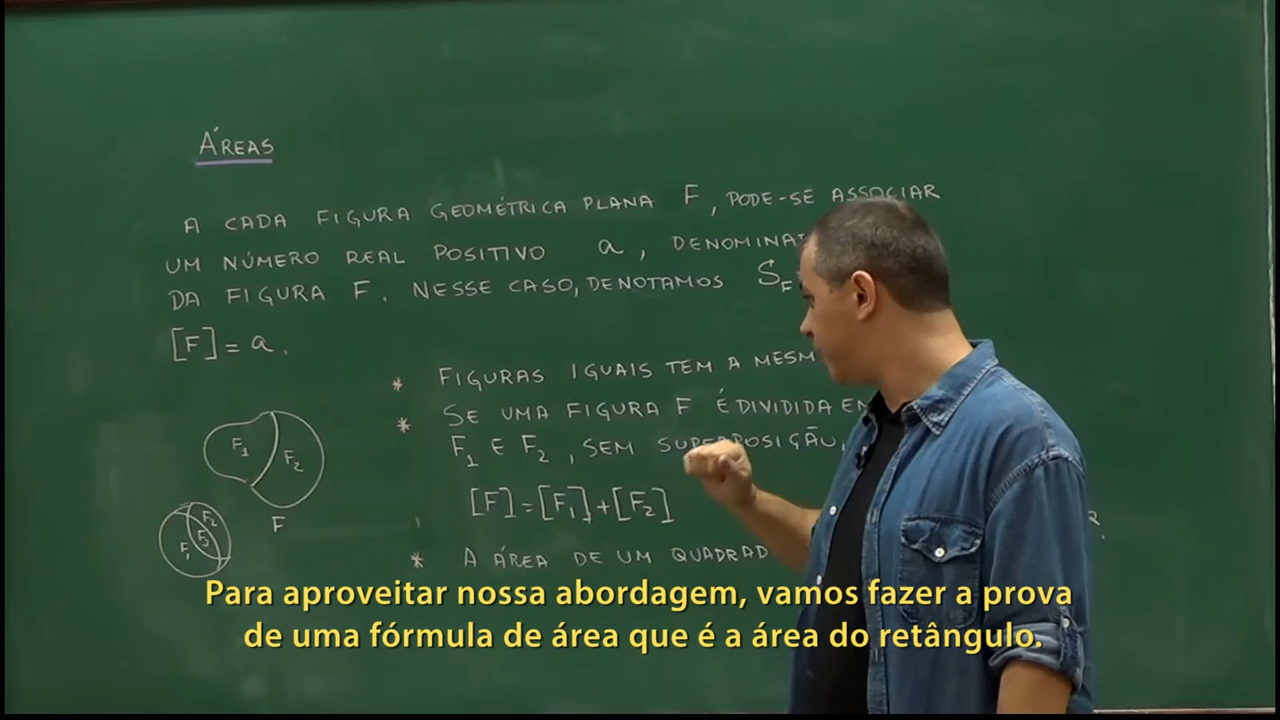 ÁREAS
A CADA FIGURA GEOMÉTRICA PLANA F, PODE-SE ASSOCIAR
UM NÚMERO REAL POSITIVO a, DENOMINA
DA FIGURA F. NESSE CASO, DENOTAMOS S_F
[F] = a.
* FIGURAS IGUAIS TEM A MESM
* SE UMA FIGURA F É DIVIDIDA EM
F1 E F2, SEM SUPERPOSIÇÃO,
[F] = [F1] + [F2]
* A ÁREA DE UM QUADRAD
F1 F2
F
F2
F3
F1
Para aproveitar nossa abordagem, vamos fazer a prova
de uma fórmula de área que é a área do retângulo.